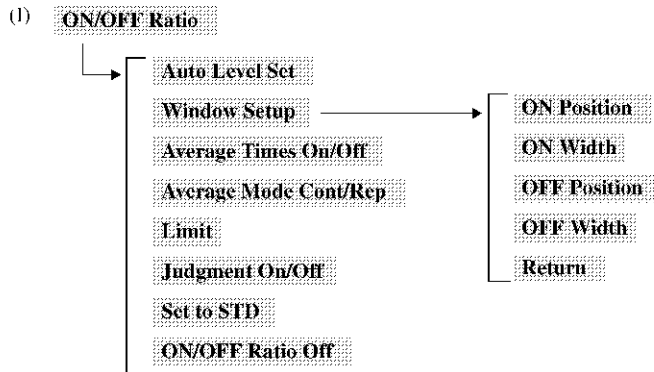 (1) ON/OFF Ratio
Auto Level Set
Window Setup
Average Times On/Off
Average Mode Cont/Rep
Limit
Judgment On/Off
Set to STD
ON/OFF Ratio Off
ON Position
ON Width
OFF Position
OFF Width
Return